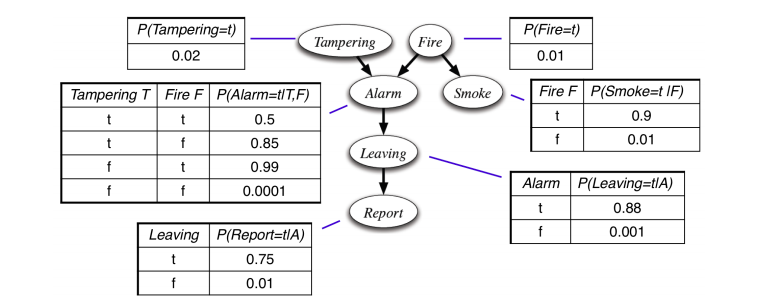 P(Tampering=t)
0.02
Tampering
Fire
P(Fire=t)
0.01
Tampering T Fire F P(Alarm=t|T,F)
t t 0.5
t f 0.85
f t 0.99
f f 0.0001
Alarm
Smoke
Fire F P(Smoke=t |F)
t 0.9
f 0.01
Leaving
Alarm P(Leaving=t|A)
t 0.88
f 0.001
Report
Leaving P(Report=t|A)
t 0.75
f 0.01